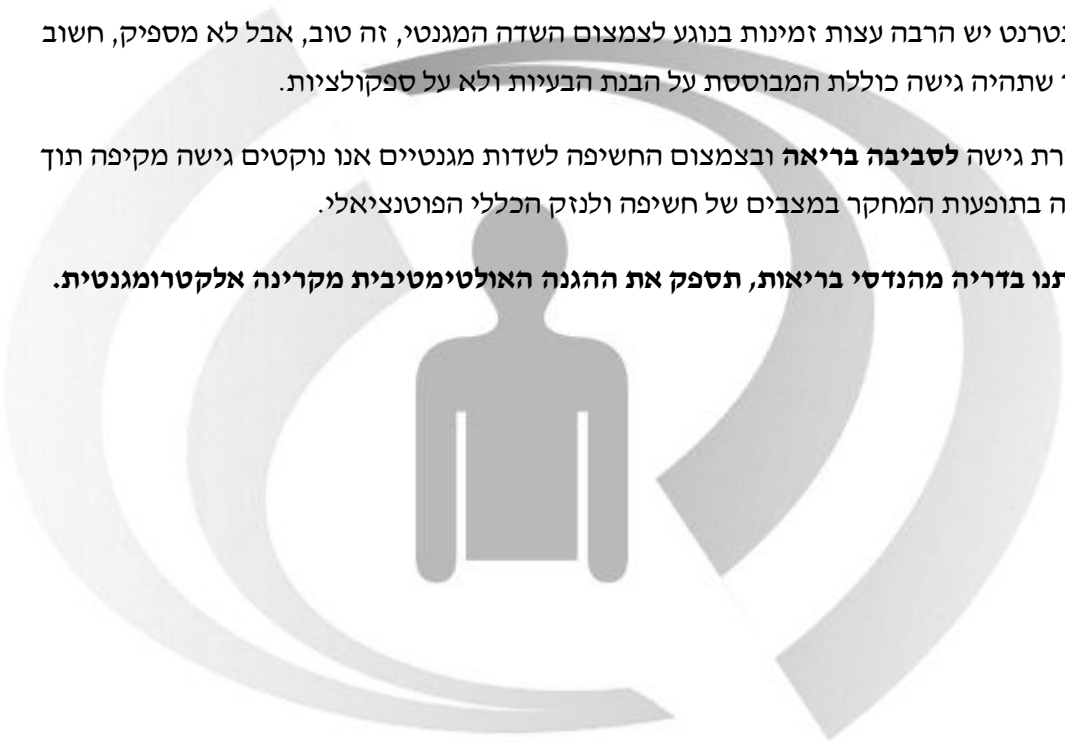 נטרנט יש הרבה עצות זמינות בנוגע לצמצום השדה המגנטי, זה טוב, אבל לא מספיק, חשוב
שתהיה גישה כוללת המבוססת על הבנת הבעיות ולא על ספקולציות.
רת גישה לסביבה בריאה ובצמצום החשיפה לשדות מגנטיים אנו נוקטים גישה מקיפה תוך
ה בתופעות המחקר במצבים של חשיפה ולנזק הכללי הפוטנציאלי.
תנו בדריה מהנדסי בריאות, תספק את ההגנה האולטימטיבית מקרינה אלקטרומגנטית.